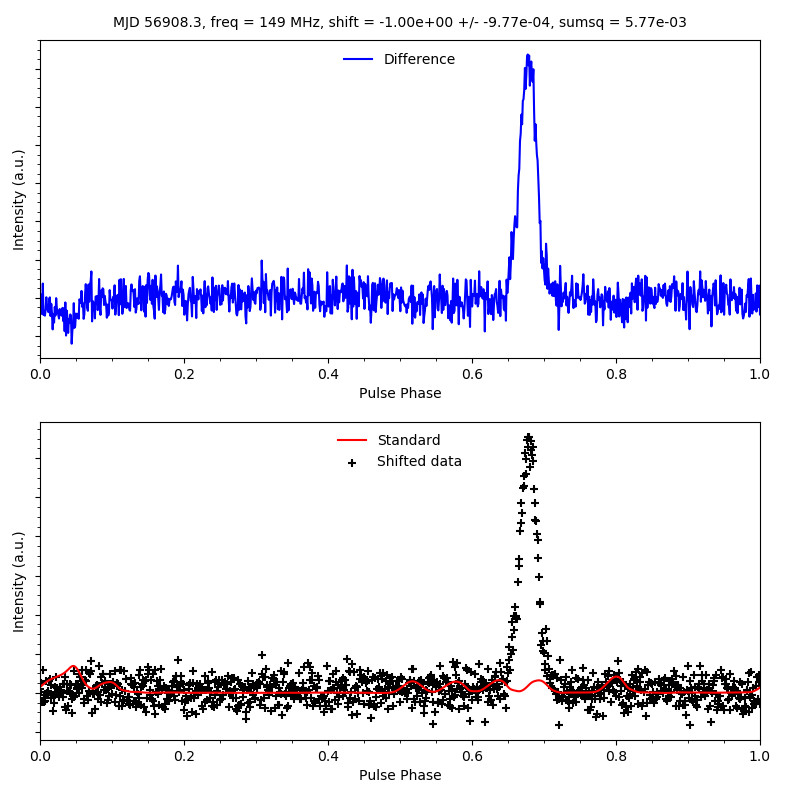 MJD 56908.3, freq = 149 MHz, shift = -1.00e+00 +/- -9.77e-04, sumsq = 5.77e-03
Difference
Intensity (a.u.)
0.0 0.2 0.4 0.6 0.8 1.0
Pulse Phase
Standard
Shifted data
Intensity (a.u.)
0.0 0.2 0.4 0.6 0.8 1.0
Pulse Phase